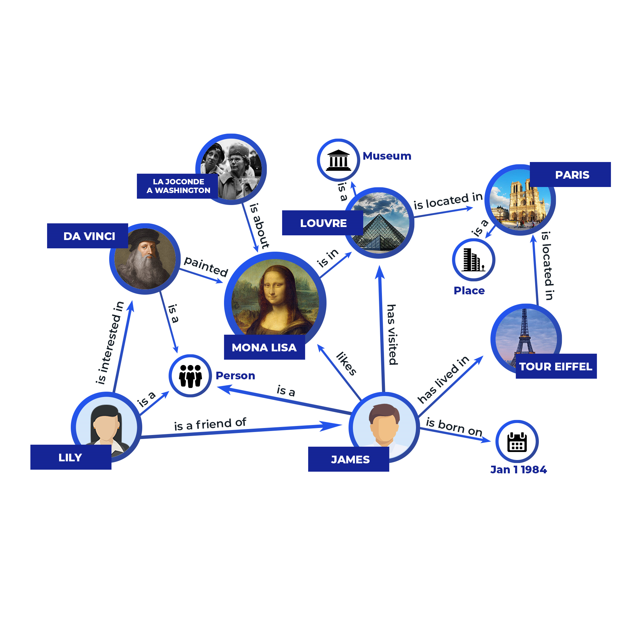 Museum
PARIS
LA JOCONDE
A WASHINGTON
is a
is located in
is about
LOUVRE
is a
DA VINCI
painted
is in
is located in
Place
is a
is interested in
has visited
MONA LISA
likes
has lived in
TOUR EIFFEL
Person
is a
is a
is a friend of
is born on
LILY
JAMES
Jan 1 1984